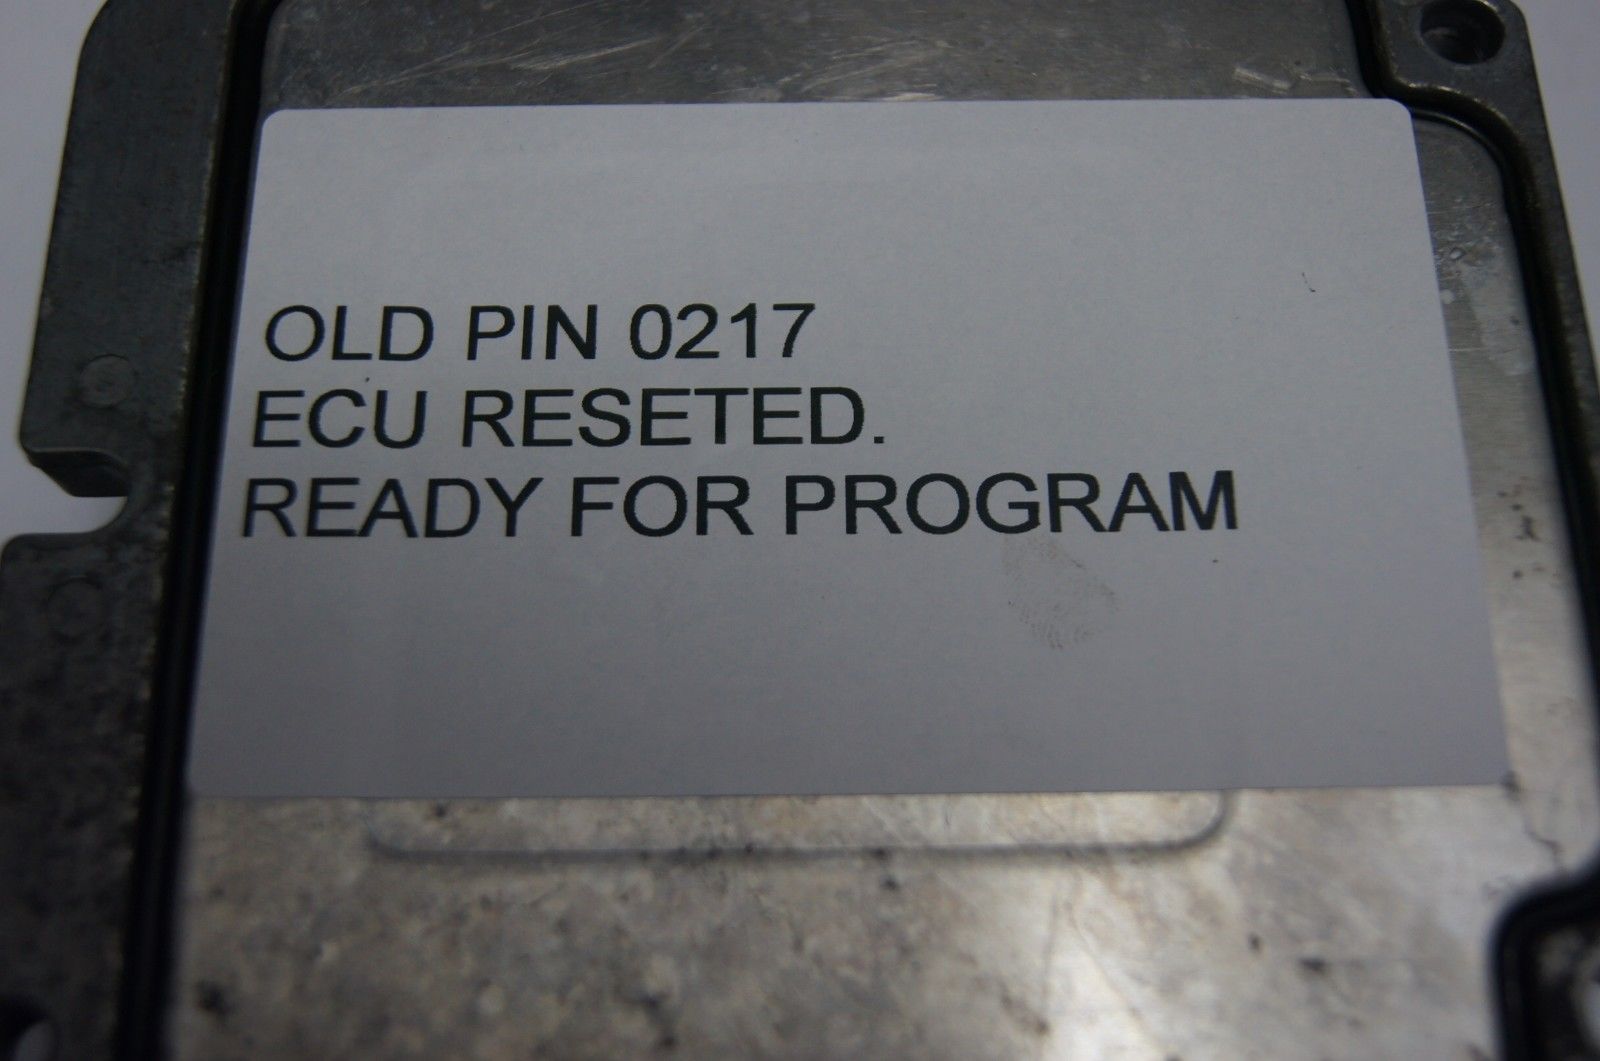 OLD PIN 0217
ECU RESETED.
READY FOR PROGRAM